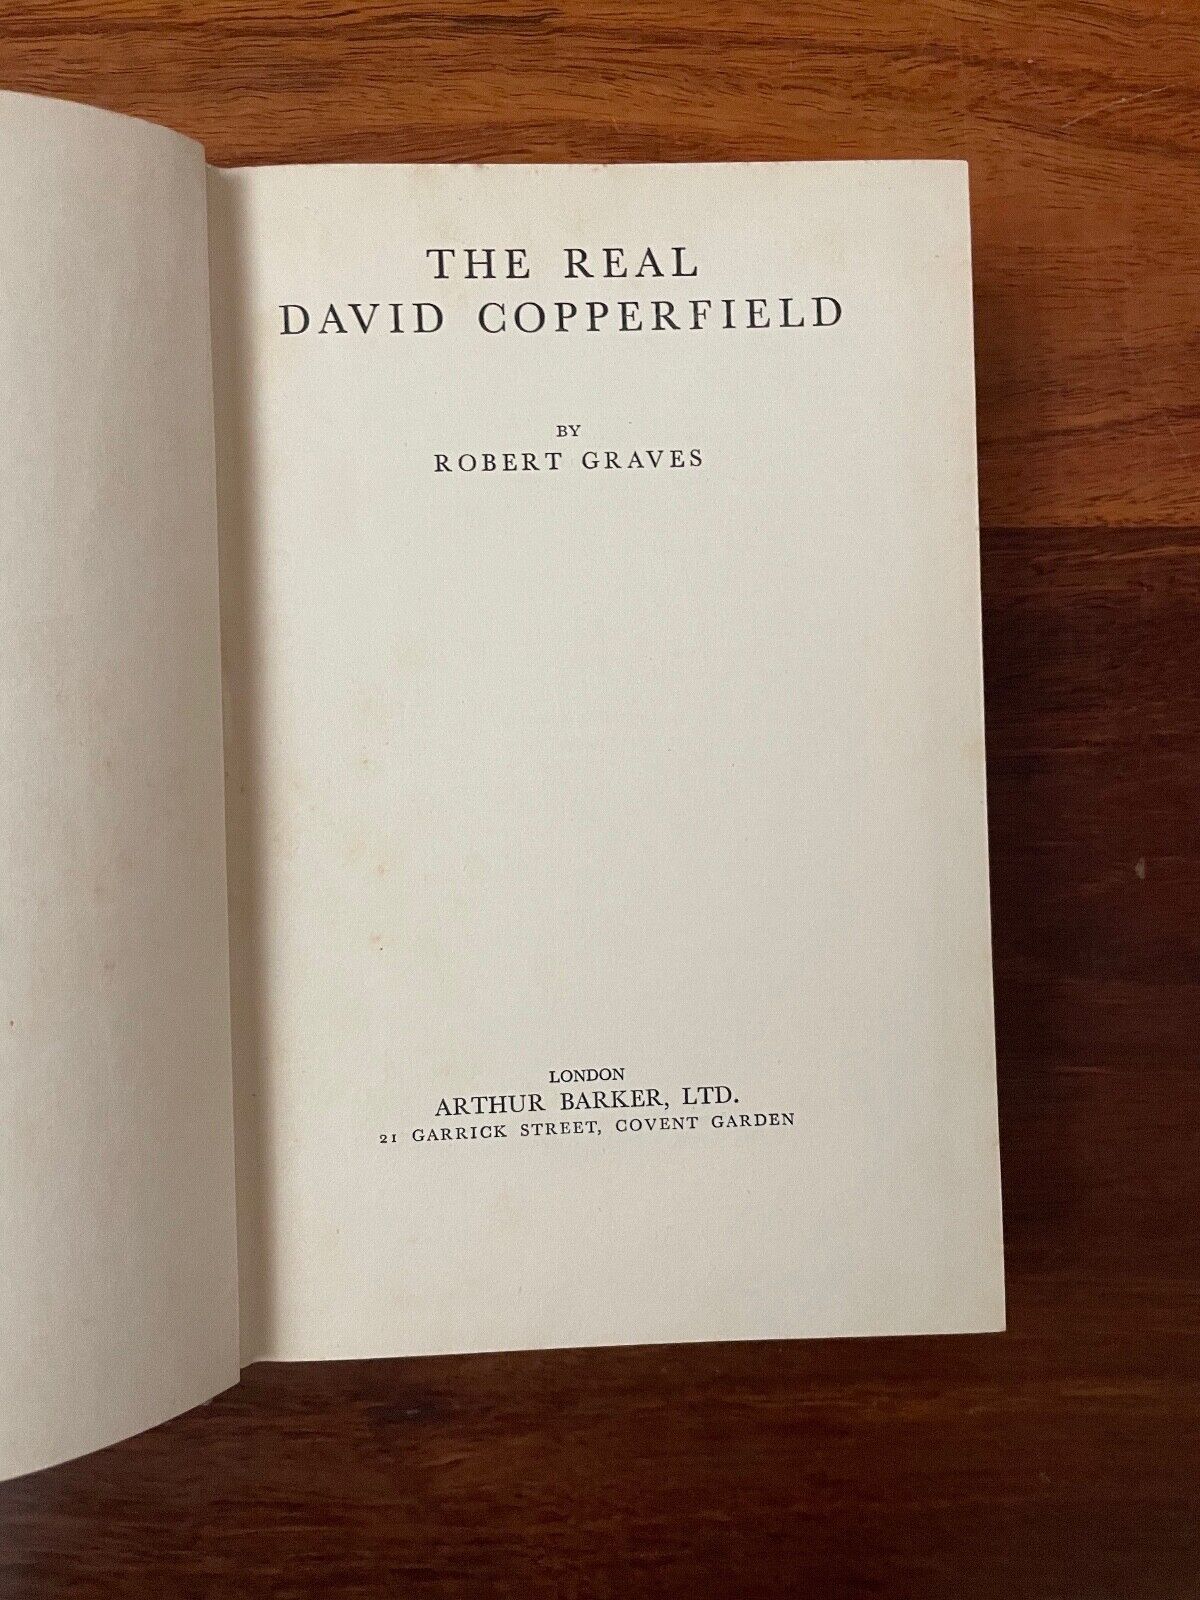 THE REAL
DAVID COPPERFIELD
BY
ROBERT GRAVES
LONDON
ARTHUR BARKER, LTD.
21 GARRICK STREET, COVENT GARDEN